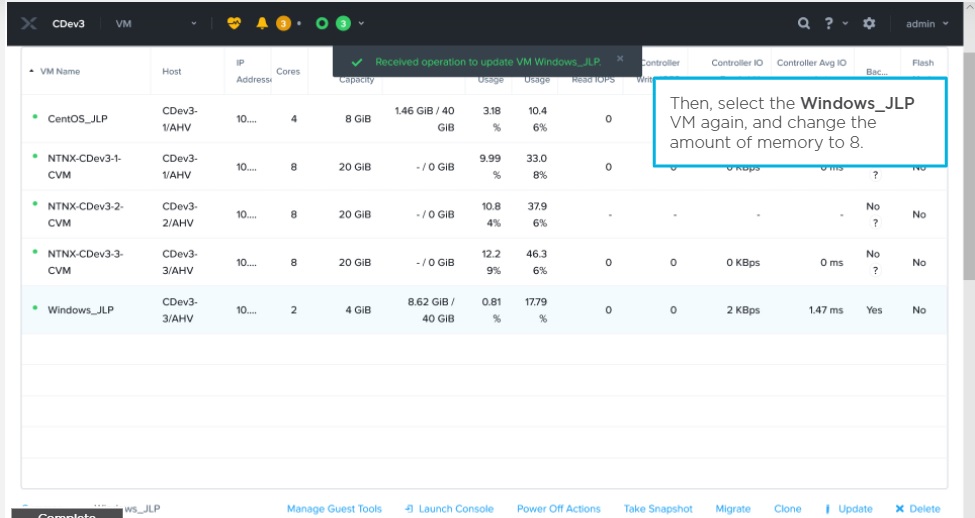 CDev3 VM 3 3 ? admin
Received operation to update VM Windows_JLP. ×
VM Name Host IP Cores Controller Controller IO Controller Avg IO Bac... Flash
Address Capacity Usage Usage Read IOPS
Then, select the Windows_JLP
VM again, and change the
amount of memory to 8.
CentOS_JLP CDev3- 10.... 4 8 GiB 1.46 GiB / 40 3.18 10.4 0
1/AHV GiB % 6%
NTNX-CDev3-1- CDev3- 10.... 8 20 GiB - / 0 GiB 9.99 33.0 0 0 0 KBps 0 ms No
CVM 1/AHV % 8% ?
NTNX-CDev3-2- CDev3- 10.... 8 20 GiB - / 0 GiB 10.8 37.9 - - - - No No
CVM 2/AHV 4% 6% ?
NTNX-CDev3-3- CDev3- 10.... 8 20 GiB - / 0 GiB 12.2 46.3 0 0 0 KBps 0 ms No No
CVM 3/AHV 9% 6% ?
Windows_JLP CDev3- 10.... 2 4 GiB 8.62 GiB / 0.81 17.79 0 0 2 KBps 1.47 ms Yes No
3/AHV 40 GiB % %
ws_JLP Manage Guest Tools Launch Console Power Off Actions Take Snapshot Migrate Clone Update × Delete
Complete